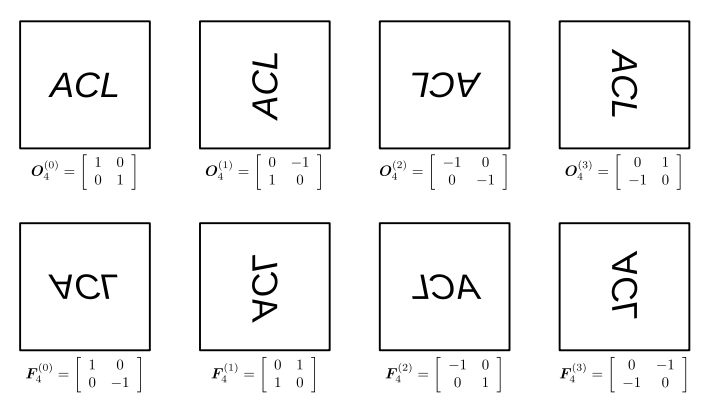 ACL ACL ACL ACL
O_4^{(0)} = [ 1 0 ; 0 1 ] O_4^{(1)} = [ 0 −1 ; 1 0 ] O_4^{(2)} = [ −1 0 ; 0 −1 ] O_4^{(3)} = [ 0 1 ; −1 0 ]
ACL ACL ACL ACL
F_4^{(0)} = [ 1 0 ; 0 −1 ] F_4^{(1)} = [ 0 1 ; 1 0 ] F_4^{(2)} = [ −1 0 ; 0 1 ] F_4^{(3)} = [ 0 −1 ; −1 0 ]